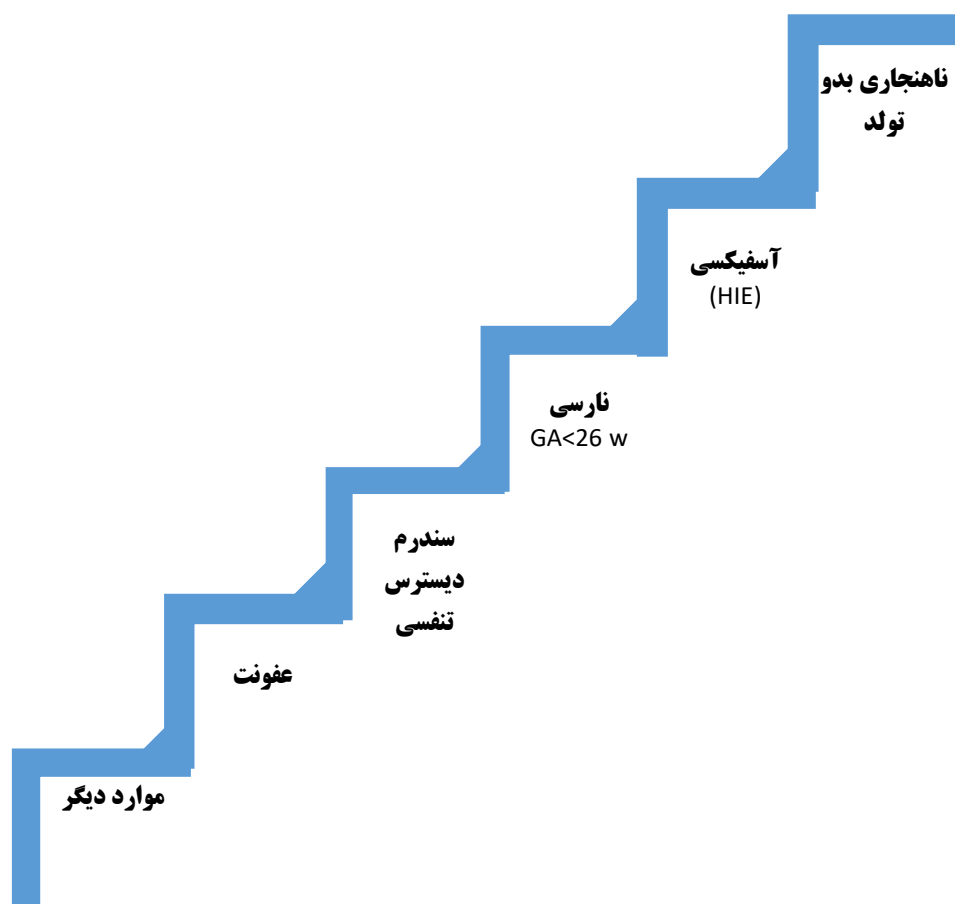 ناهنجاری بدو
تولد
آسفیکسی
(HIE)
نارسی
GA<26 w
سندرم
دیسترس
تنفسی
عفونت
موارد دیگر